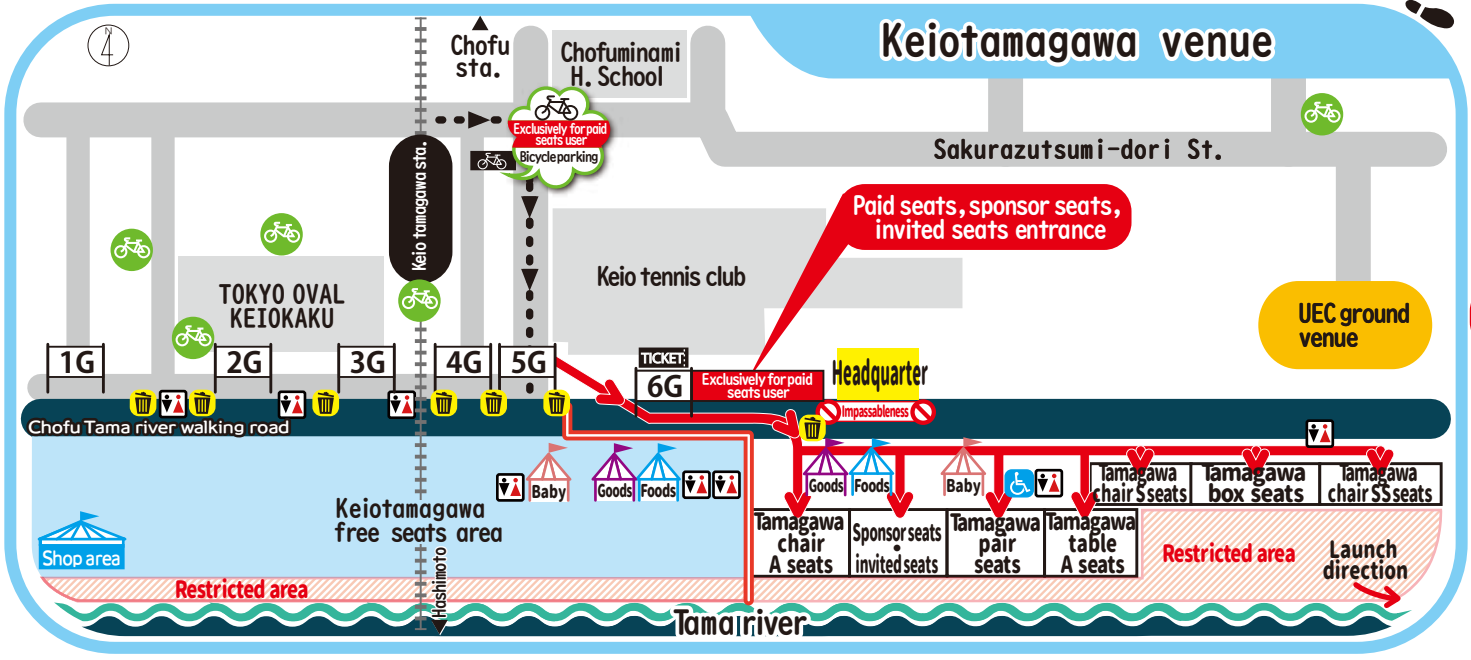 N
Keiotamagawa venue
Chofu
sta.
Chofuminami
H. School
Exclusively for paid
seats user
Bicycle parking
Sakurazutsumi-dori St.
Keio tamagawa sta.
Paid seats, sponsor seats,
invited seats entrance
Keio tennis club
TOKYO OVAL
KEIOKAKU
UEC ground
venue
1G
2G
3G
4G
5G
TICKET
6G
Exclusively for paid
seats user
Headquarter
Impassableness
Chofu Tama river walking road
Baby
Goods
Foods
Goods
Foods
Baby
Tamagawa
chair S seats
Tamagawa
box seats
Tamagawa
chair SS seats
Keiotamagawa
free seats area
Shop area
Tamagawa
chair
A seats
Sponsor seats
•
invited seats
Tamagawa
pair
seats
Tamagawa
table
A seats
Restricted area
Launch
direction
Restricted area
Hashimoto
Tama river